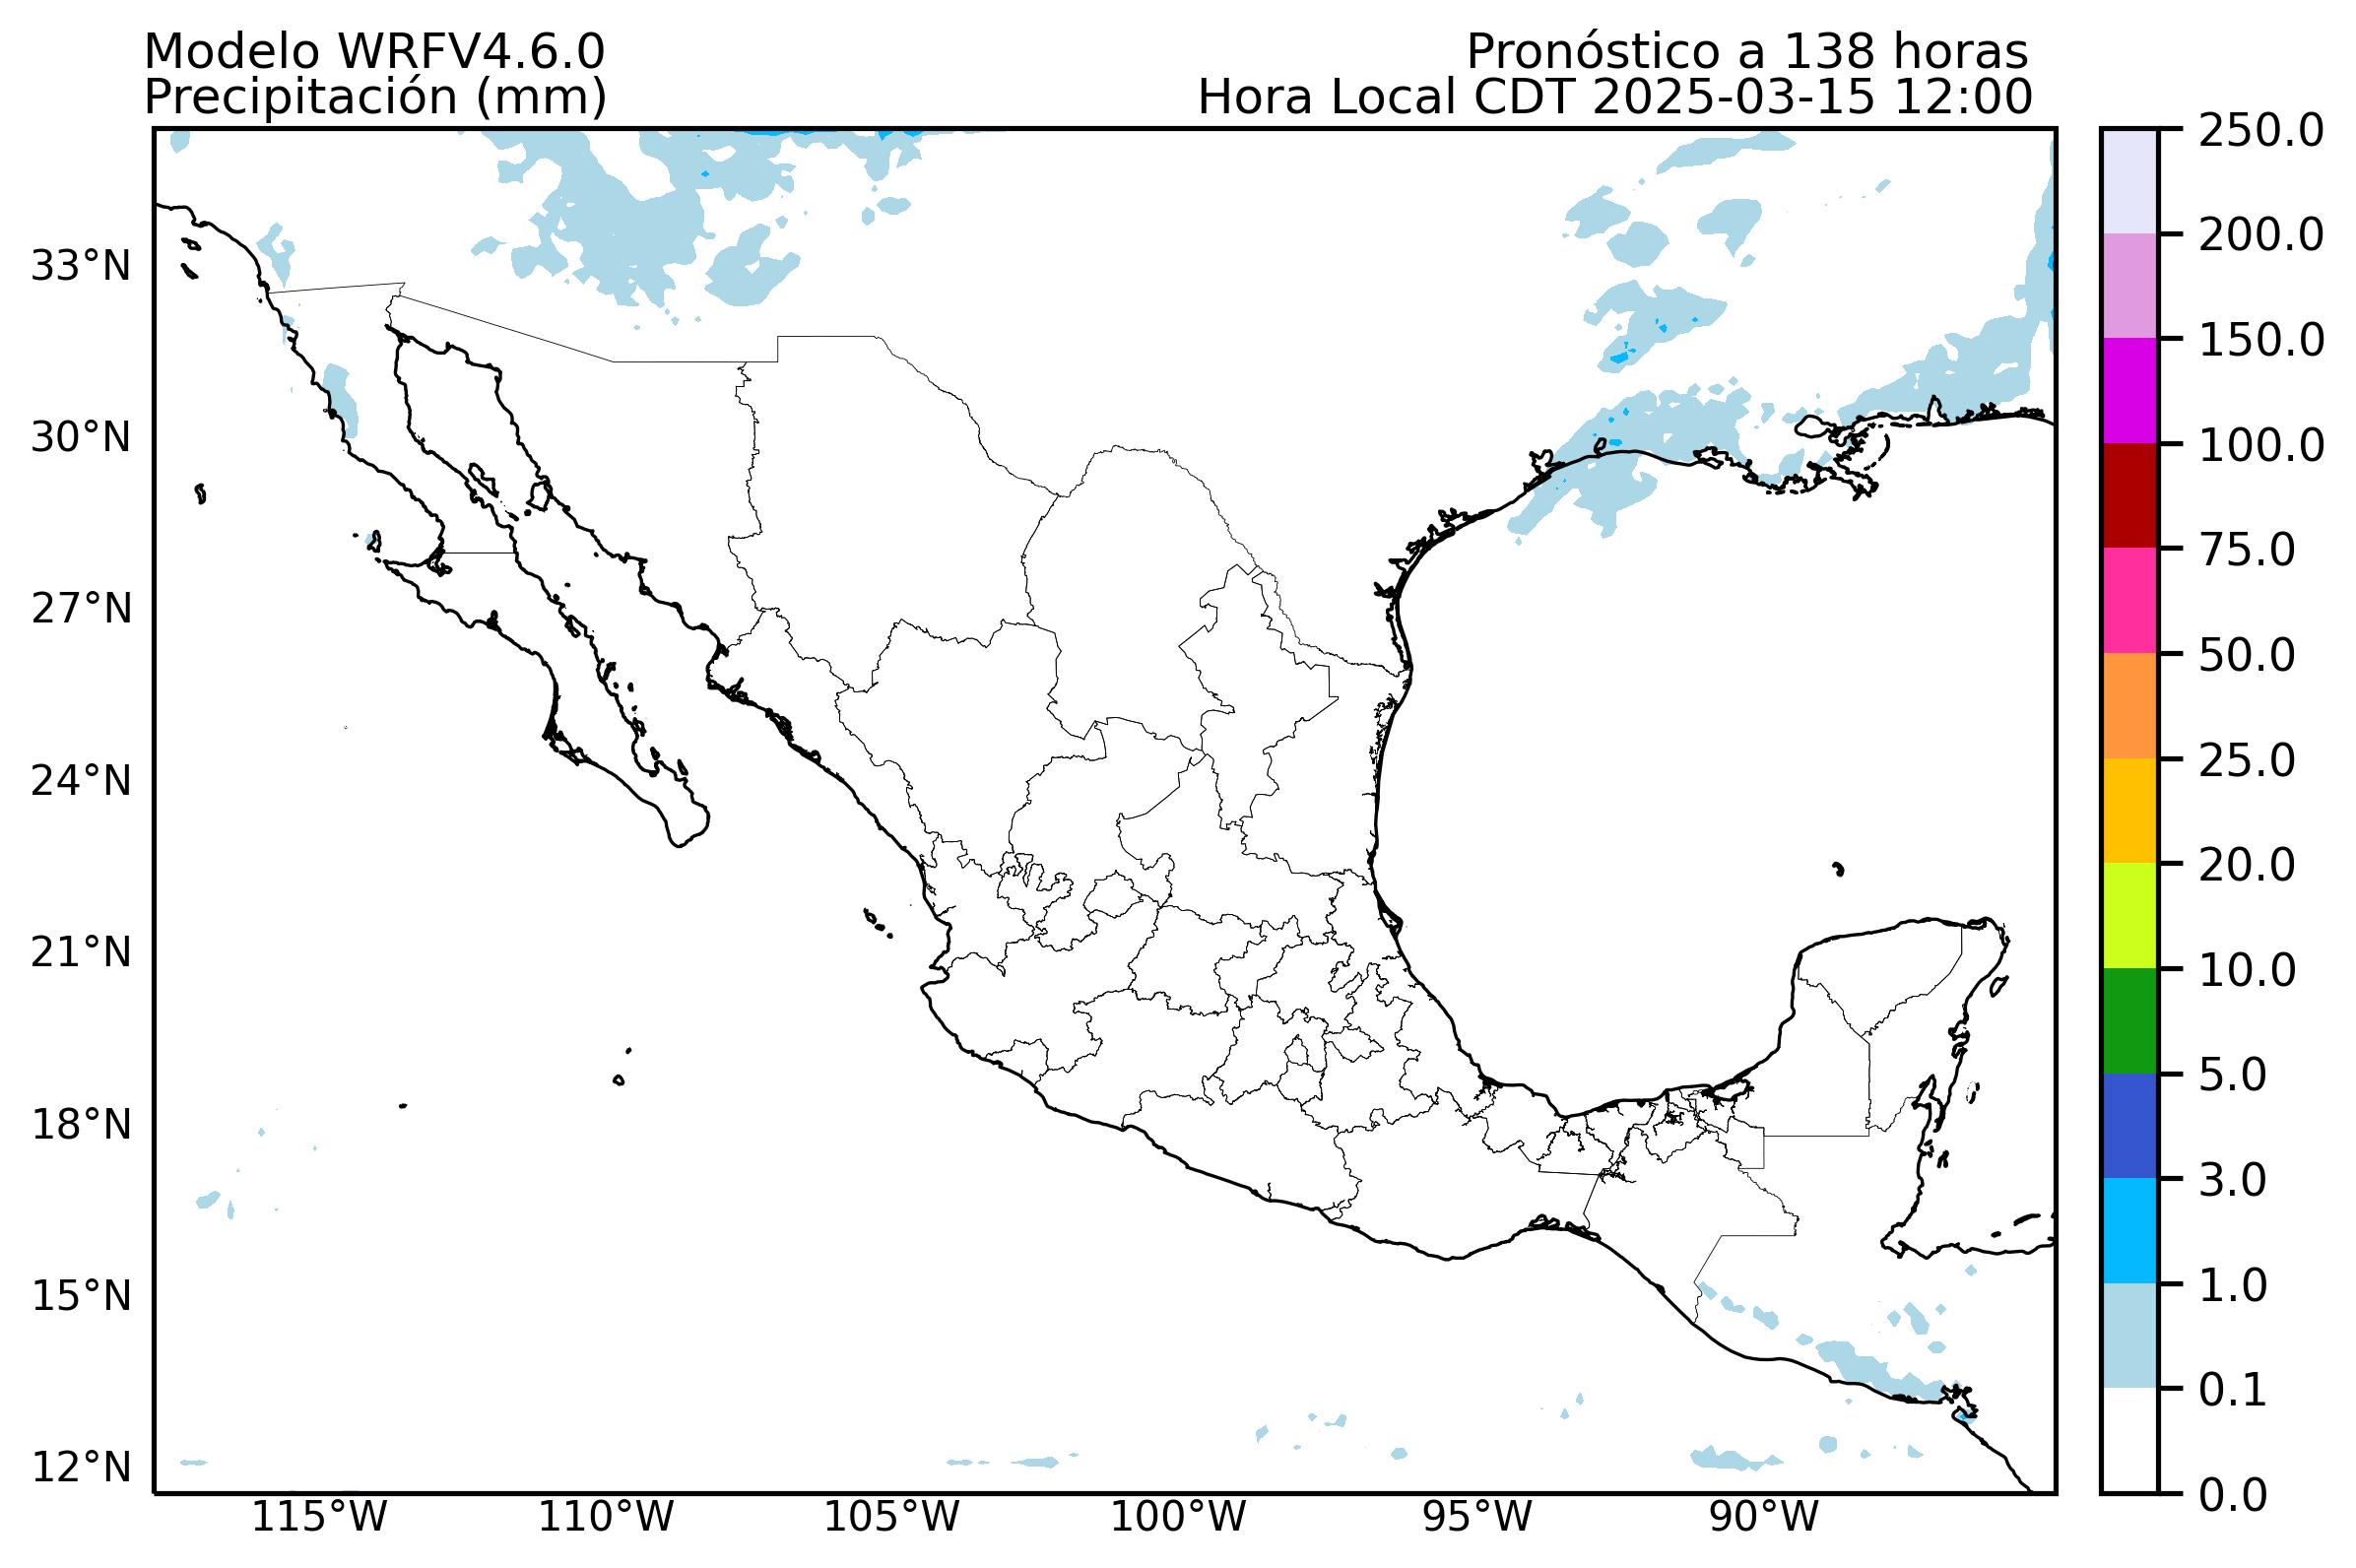 Modelo WRFV4.6.0
Precipitación (mm)
Pronóstico a 138 horas
Hora Local CDT 2025-03-15 12:00
33°N
30°N
27°N
24°N
21°N
18°N
15°N
12°N
115°W
110°W
105°W
100°W
95°W
90°W
250.0
200.0
150.0
100.0
75.0
50.0
25.0
20.0
10.0
5.0
3.0
1.0
0.1
0.0